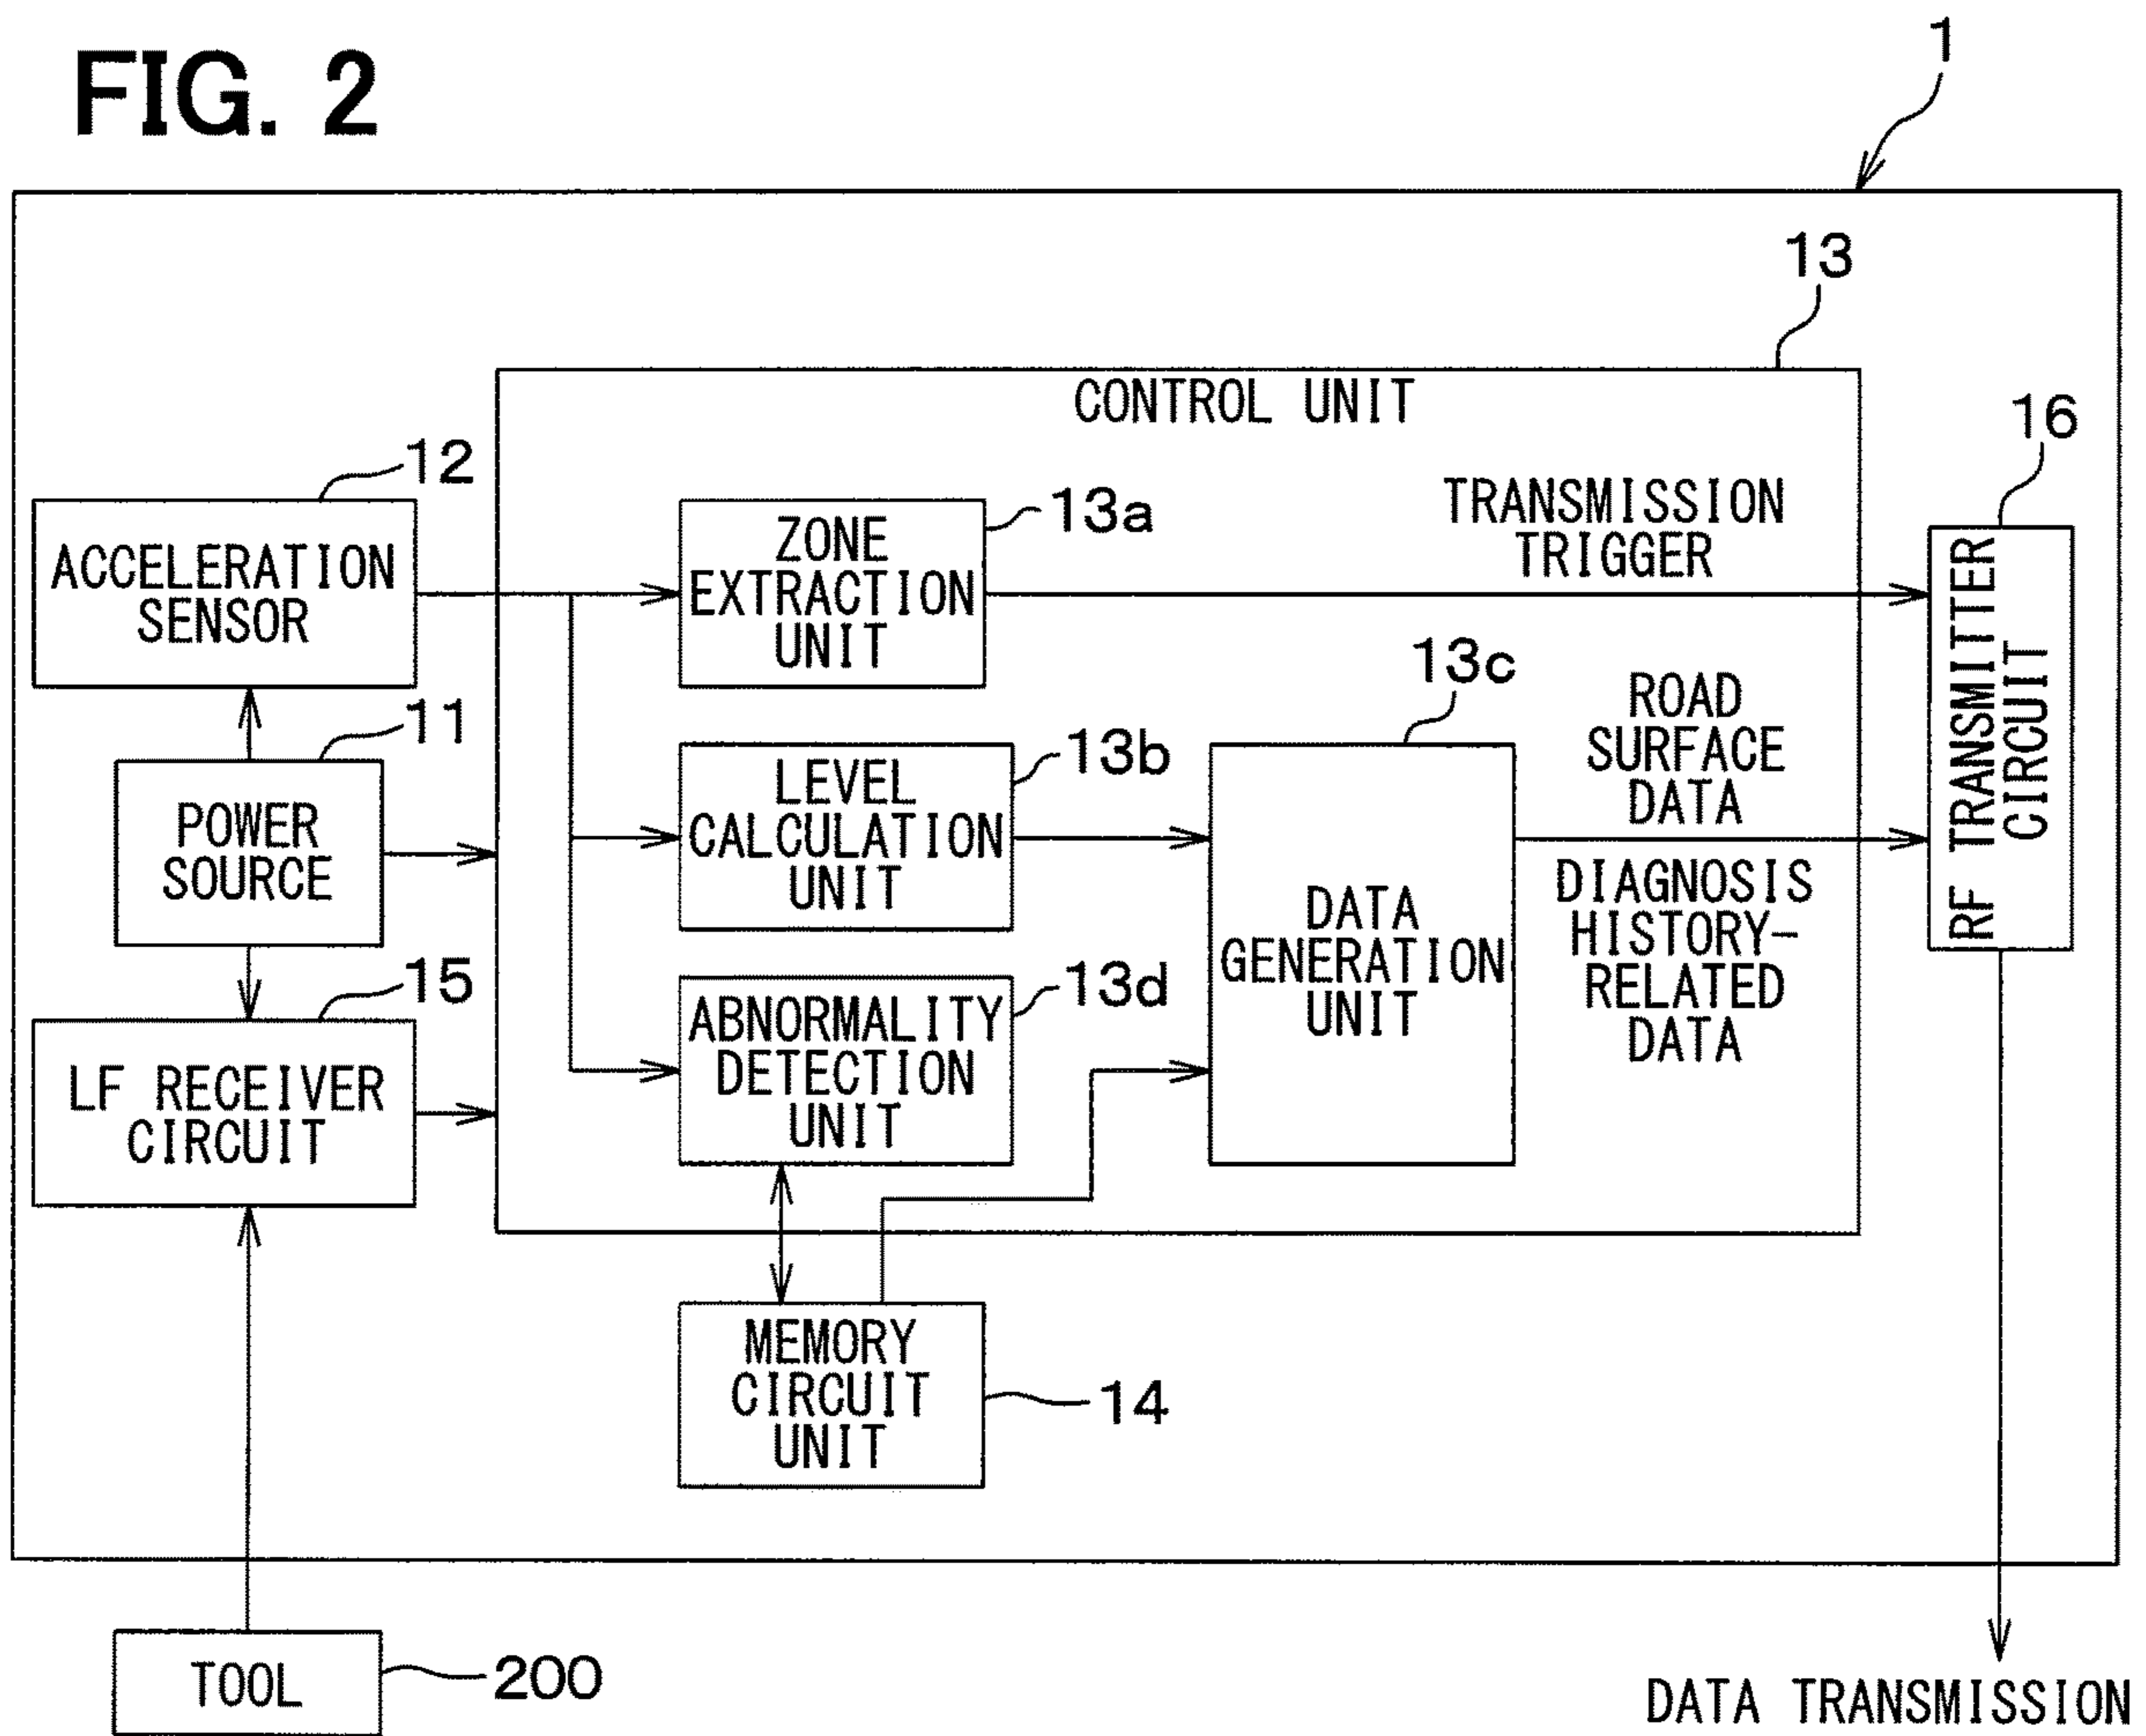 FIG. 2
1
13
CONTROL UNIT
12
ACCELERATION
SENSOR
13a
ZONE
EXTRACTION
UNIT
TRANSMISSION
TRIGGER
16
RF TRANSMITTER
CIRCUIT
11
POWER
SOURCE
13b
LEVEL
CALCULATION
UNIT
13c
DATA
GENERATION
UNIT
ROAD
SURFACE
DATA
DIAGNOSIS
HISTORY-
RELATED
DATA
15
LF RECEIVER
CIRCUIT
13d
ABNORMALITY
DETECTION
UNIT
MEMORY
CIRCUIT
UNIT
14
TOOL
200
DATA TRANSMISSION